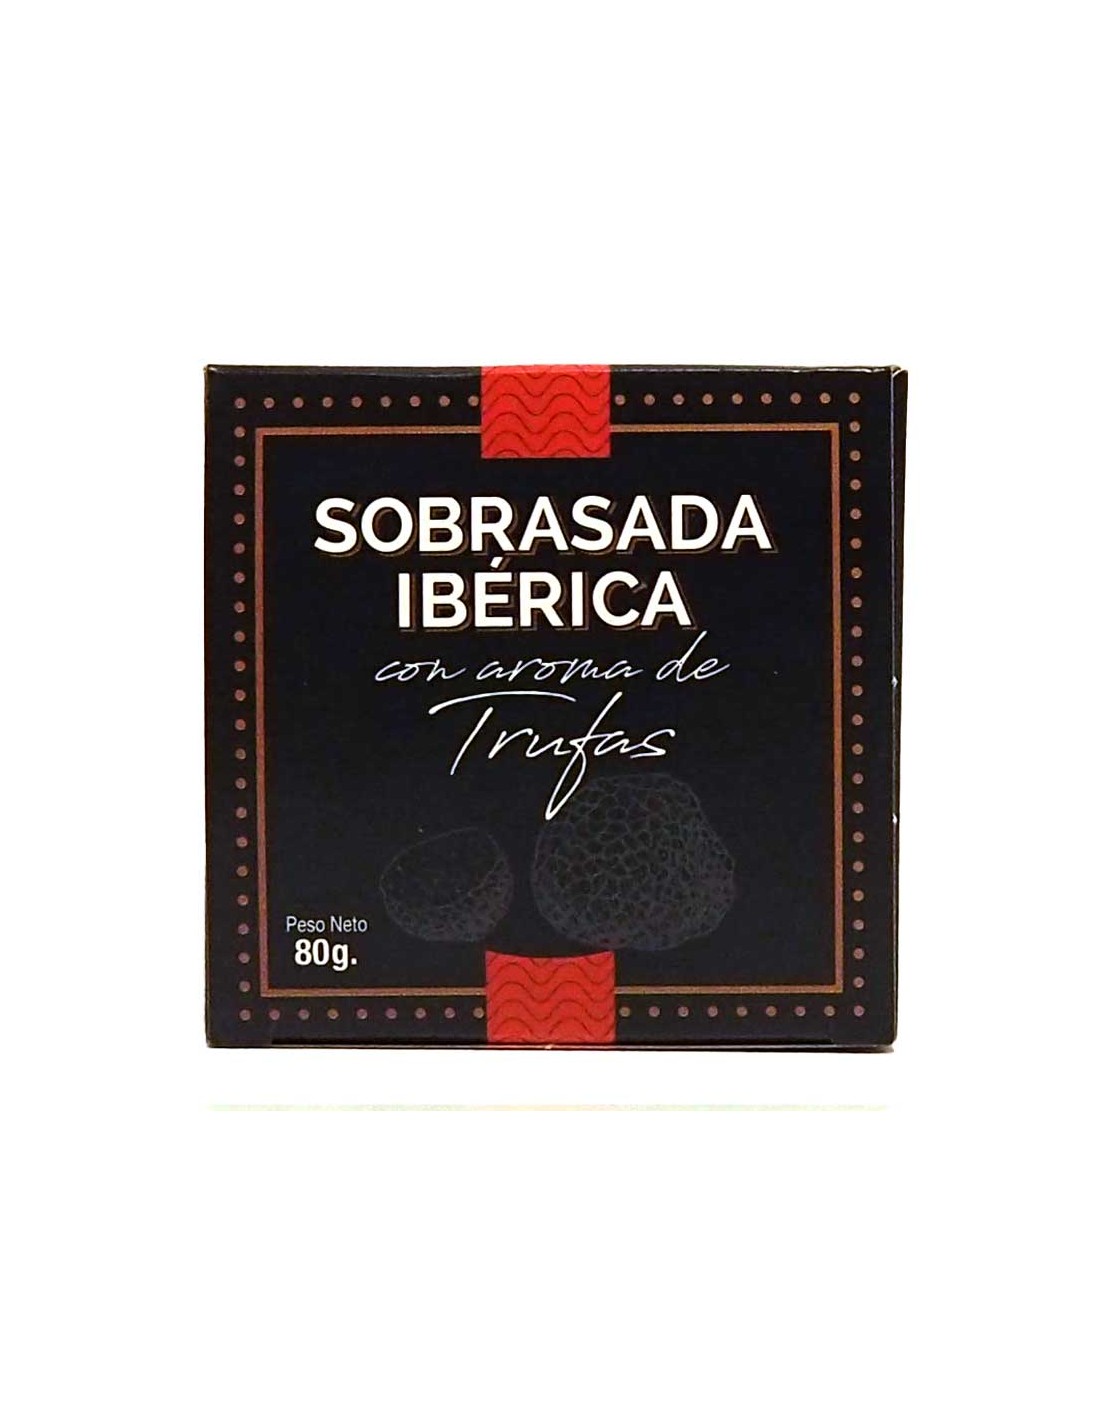 SOBRASADA
IBÉRICA
con aroma de
Trufas
Peso Neto
80g.